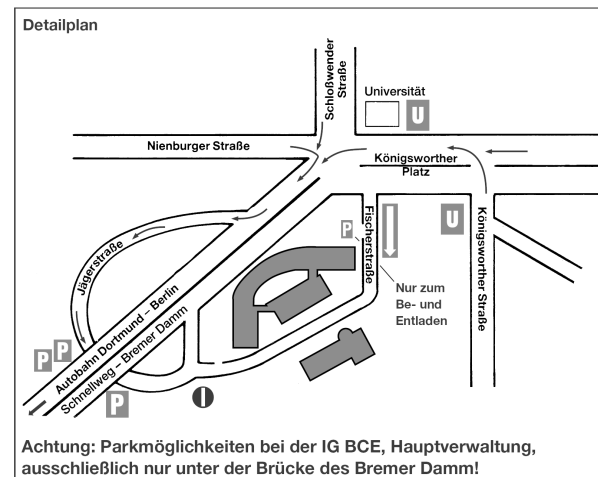 Detailplan
Schloßwender
Straße
Universität
U
Nienburger Straße
Königsworther
Platz
P
Fischerstraße
U
Königsworther Straße
Jägerstraße
Nur zum
Be- und
Entladen
P
P
Autobahn Dortmund – Berlin
Schnellweg – Bremer Damm
P
Achtung: Parkmöglichkeiten bei der IG BCE, Hauptverwaltung,
ausschließlich nur unter der Brücke des Bremer Damm!